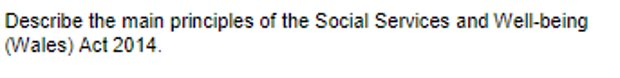 Describe the main principles of the Social Services and Well-being
(Wales) Act 2014.